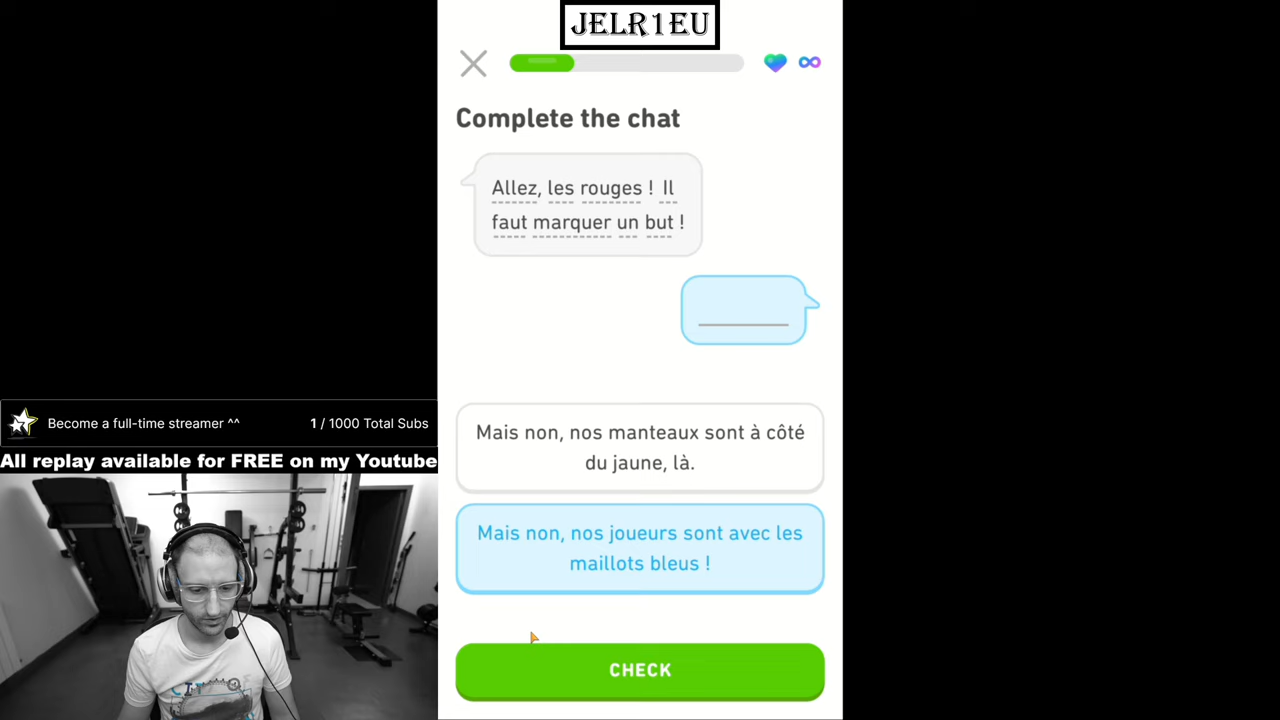 JELR1EU
Complete the chat
Allez, les rouges ! Il
faut marquer un but !
Mais non, nos manteaux sont à côté
du jaune, là.
Mais non, nos joueurs sont avec les
maillots bleus !
CHECK
Become a full-time streamer ^^
1 / 1000 Total Subs
All replay available for FREE on my Youtube